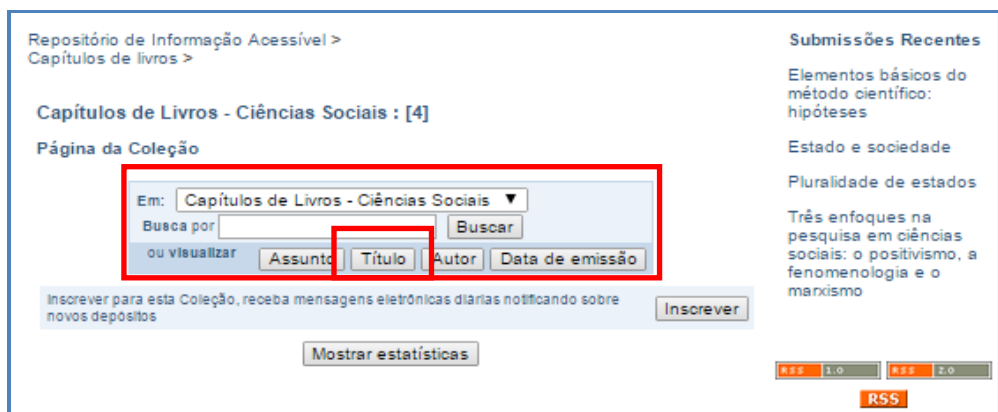 Repositório de Informação Acessível >
Capítulos de livros >
Capítulos de Livros - Ciências Sociais : [4]
Página da Coleção
Em: Capítulos de Livros - Ciências Sociais ▼
Busca por Buscar
ou visualizar Assunto Título Autor Data de emissão
Inscrever para esta Coleção, receba mensagens eletrônicas diárias notificando sobre
novos depósitos
Inscrever
Mostrar estatísticas
Submissões Recentes
Elementos básicos do
método científico:
hipóteses
Estado e sociedade
Pluralidade de estados
Três enfoques na
pesquisa em ciências
sociais: o positivismo, a
fenomenologia e o
marxismo
RSS 1.0 RSS 2.0
RSS